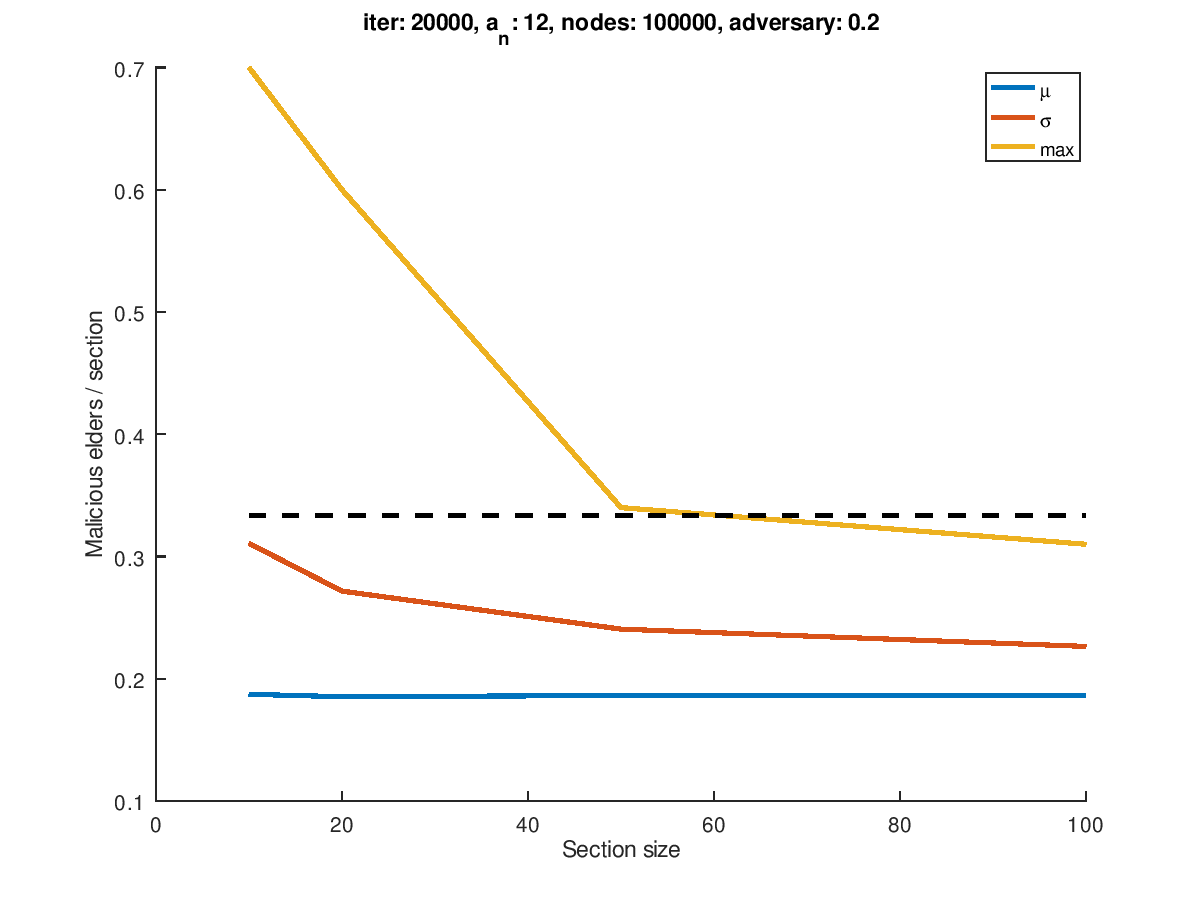 iter: 20000, a_n: 12, nodes: 100000, adversary: 0.2
μ
σ
max
0.7
0.6
0.5
0.4
0.3
0.2
0.1
Malicious elders / section
0 20 40 60 80 100
Section size